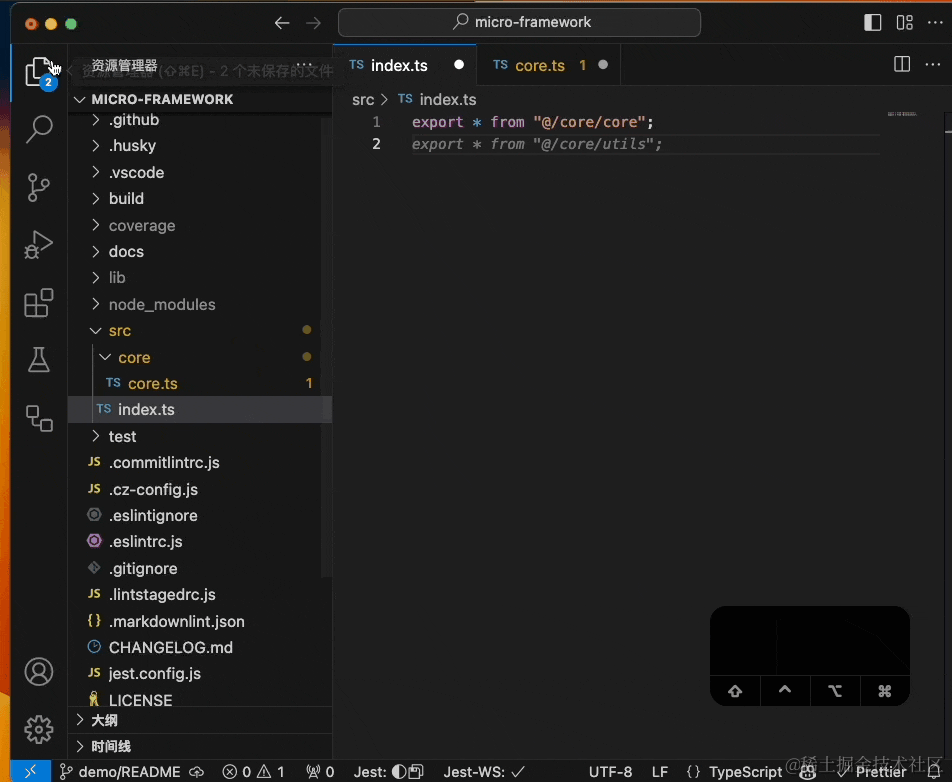 micro-framework
资源管理器
资源管理器 (⇧⌘E) - 2 个未保存的文件
2
TS index.ts
TS core.ts 1
MICRO-FRAMEWORK
src > TS index.ts
1 export * from "@/core/core";
2 export * from "@/core/utils";
.github
.husky
.vscode
build
coverage
docs
lib
node_modules
src
core
TS core.ts 1
TS index.ts
test
JS .commitlintrc.js
JS .cz-config.js
.eslintignore
.eslintrc.js
.gitignore
JS .lintstagedrc.js
{} .markdownlint.json
CHANGELOG.md
JS jest.config.js
LICENSE
大纲
时间线
⇧ ⌃ ⌥ ⌘
demo/README 0 1 0 Jest: Jest-WS: ✓ UTF-8 LF {} TypeScript Prettier
@稀土掘金技术社区